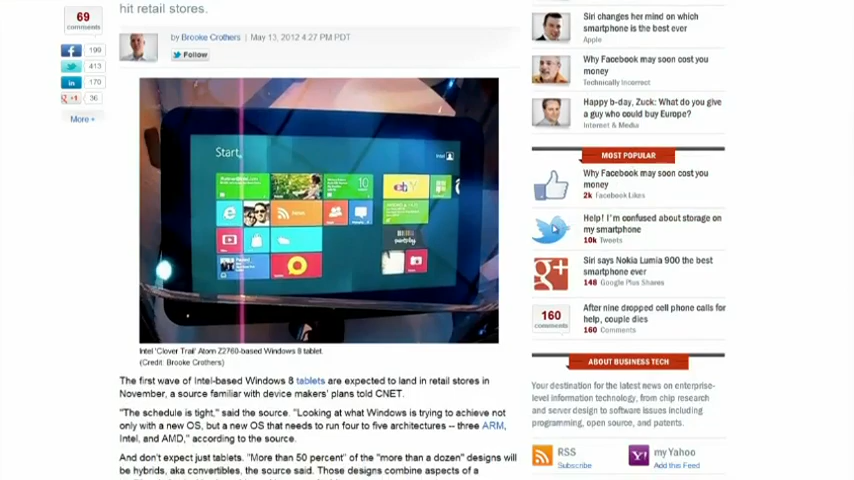 hit retail stores.
69
comments
199
413
170
36
More +
by Brooke Crothers | May 13, 2012 4:27 PM PDT
Follow
Start
Intel 'Clover Trail' Atom Z2760-based Windows 8 tablet.
(Credit: Brooke Crothers)
The first wave of Intel-based Windows 8 tablets are expected to land in retail stores in
November, a source familiar with device makers' plans told CNET.
"The schedule is tight," said the source. "Looking at what Windows is trying to achieve not
only with a new OS, but a new OS that needs to run four to five architectures -- three ARM,
Intel, and AMD," according to the source.
And don't expect just tablets. "More than 50 percent" of the "more than a dozen" designs will
be hybrids, aka convertibles, the source said. Those designs combine aspects of a
Siri changes her mind on which
smartphone is the best ever
Apple
Why Facebook may soon cost you
money
Technically Incorrect
Happy b-day, Zuck: What do you give
a guy who could buy Europe?
Internet & Media
MOST POPULAR
Why Facebook may soon cost you
money
2k Facebook Likes
Help! I'm confused about storage on
my smartphone
10k Tweets
Siri says Nokia Lumia 900 the best
smartphone ever
148 Google Plus Shares
160
comments
After nine dropped cell phone calls for
help, couple dies
160 Comments
ABOUT BUSINESS TECH
Your destination for the latest news on enterprise-
level information technology, from chip research
and server design to software issues including
programming, open source, and patents.
RSS
Subscribe
my Yahoo
Add this Feed